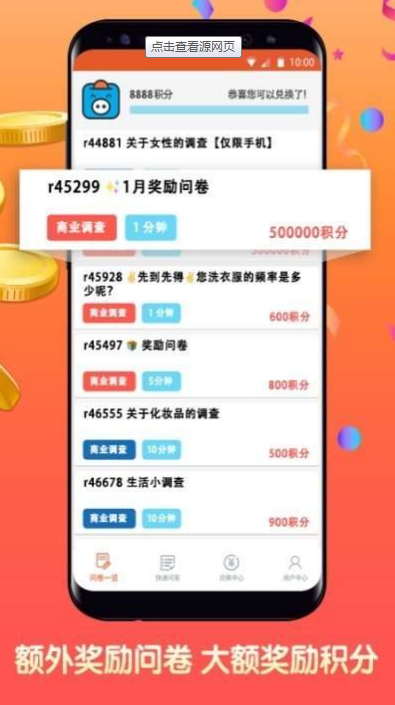 点击查看源网页
10:00
8888积分
恭喜您可以兑换了!
r44881 关于女性的调查【仅限手机】
r45299 ✨1月奖励问卷
商业调查 1 分钟
500000积分
r45928 ✌先到先得✌您洗衣服的频率是多
少呢?
商业调查 1 分钟
600积分
r45497 🎁 奖励问卷
商业调查 5分钟
800积分
r46555 关于化妆品的调查
商业调查 10分钟
500积分
r46678 生活小调查
商业调查 10分钟
900积分
问卷一览 快速问答 兑换中心 用户中心
额外奖励问卷 大额奖励积分